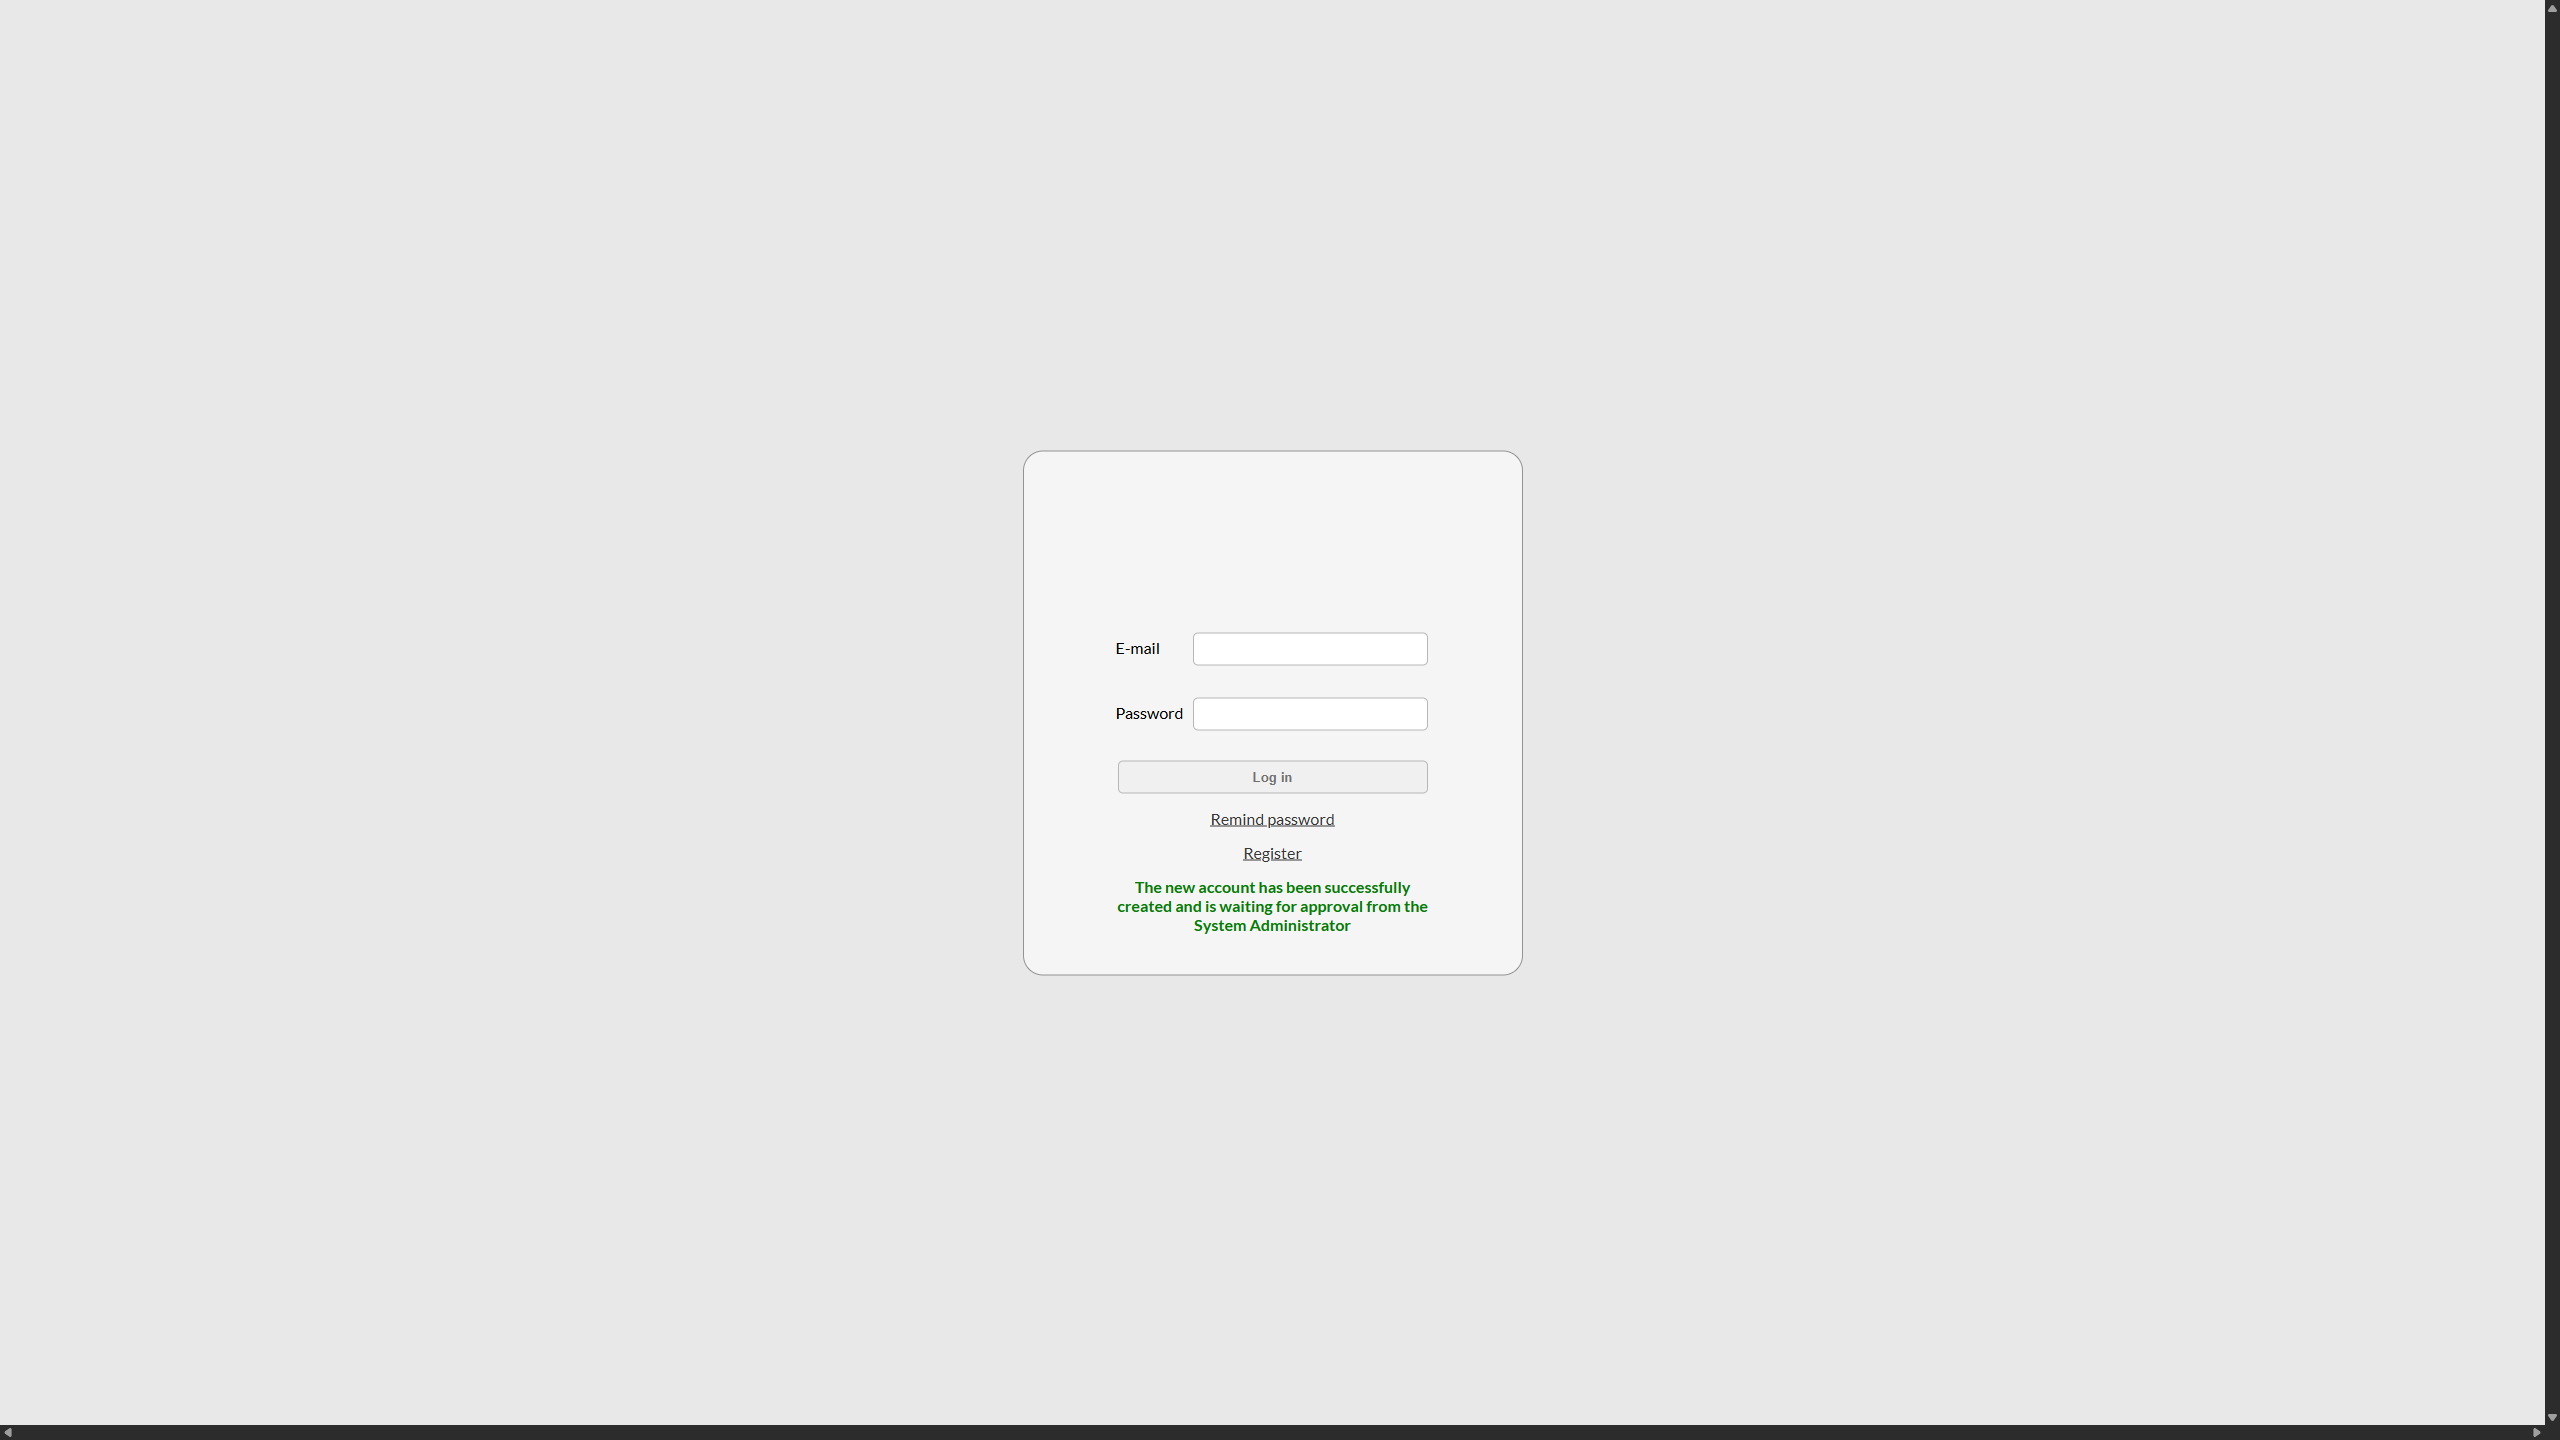 E-mail
Password
Log in
Remind password
Register
The new account has been successfully
created and is waiting for approval from the
System Administrator